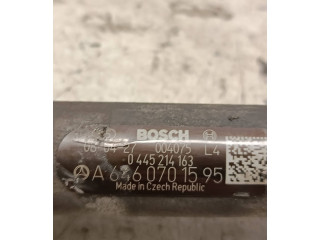 BOSCH
08-04-27 004075 L4
0 445 214 163
A 646 070 15 95
Made in Czech Republic